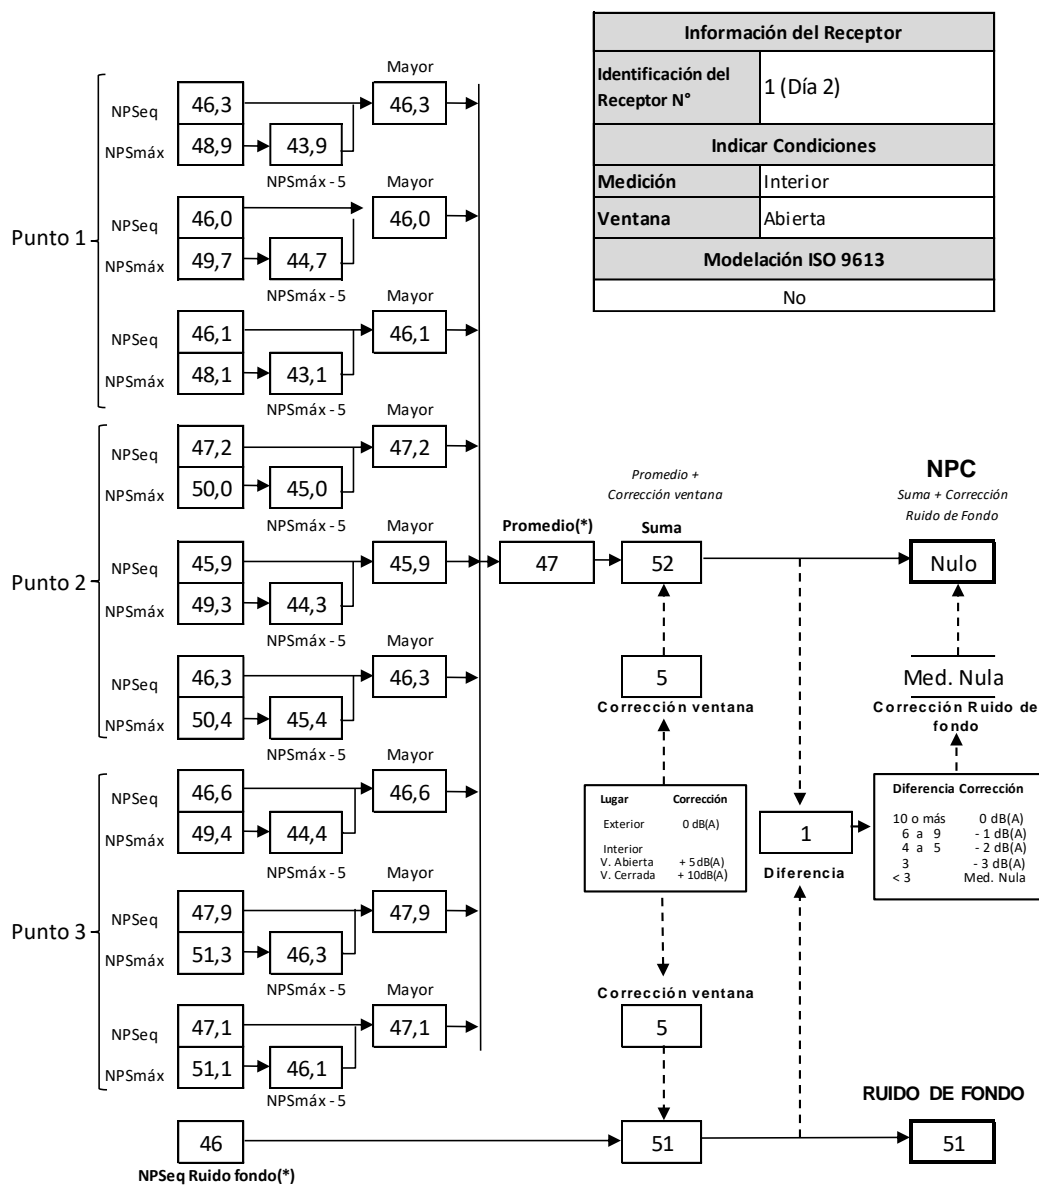 Información del Receptor
Identificación del Receptor N°
1 (Día 2)
Indicar Condiciones
Medición
Interior
Ventana
Abierta
Modelación ISO 9613
No
Punto 1
Mayor
NPSeq
46,3
46,3
NPSmáx
48,9
43,9
NPSmáx - 5
Mayor
NPSeq
46,0
46,0
NPSmáx
49,7
44,7
NPSmáx - 5
Mayor
NPSeq
46,1
46,1
NPSmáx
48,1
43,1
NPSmáx - 5
Punto 2
Mayor
NPSeq
47,2
47,2
NPSmáx
50,0
45,0
NPSmáx - 5
Mayor
NPSeq
45,9
45,9
NPSmáx
49,3
44,3
NPSmáx - 5
Mayor
NPSeq
46,3
46,3
NPSmáx
50,4
45,4
NPSmáx - 5
Punto 3
Mayor
NPSeq
46,6
46,6
NPSmáx
49,4
44,4
NPSmáx - 5
Mayor
NPSeq
47,9
47,9
NPSmáx
51,3
46,3
NPSmáx - 5
Mayor
NPSeq
47,1
47,1
NPSmáx
51,1
46,1
NPSmáx - 5
46
NPSeq Ruido fondo(*)
Promedio(*)
47
Promedio +
Corrección ventana
Suma
52
5
Corrección ventana
Lugar Corrección
Exterior 0 dB(A)
Interior
V. Abierta + 5dB(A)
V. Cerrada + 10dB(A)
Corrección ventana
5
51
1
Diferencia
NPC
Suma + Corrección
Ruido de Fondo
Nulo
Med. Nula
Corrección Ruido de
fondo
Diferencia Corrección
10 o más 0 dB(A)
6 a 9 - 1 dB(A)
4 a 5 - 2 dB(A)
3 - 3 dB(A)
< 3 Med. Nula
RUIDO DE FONDO
51